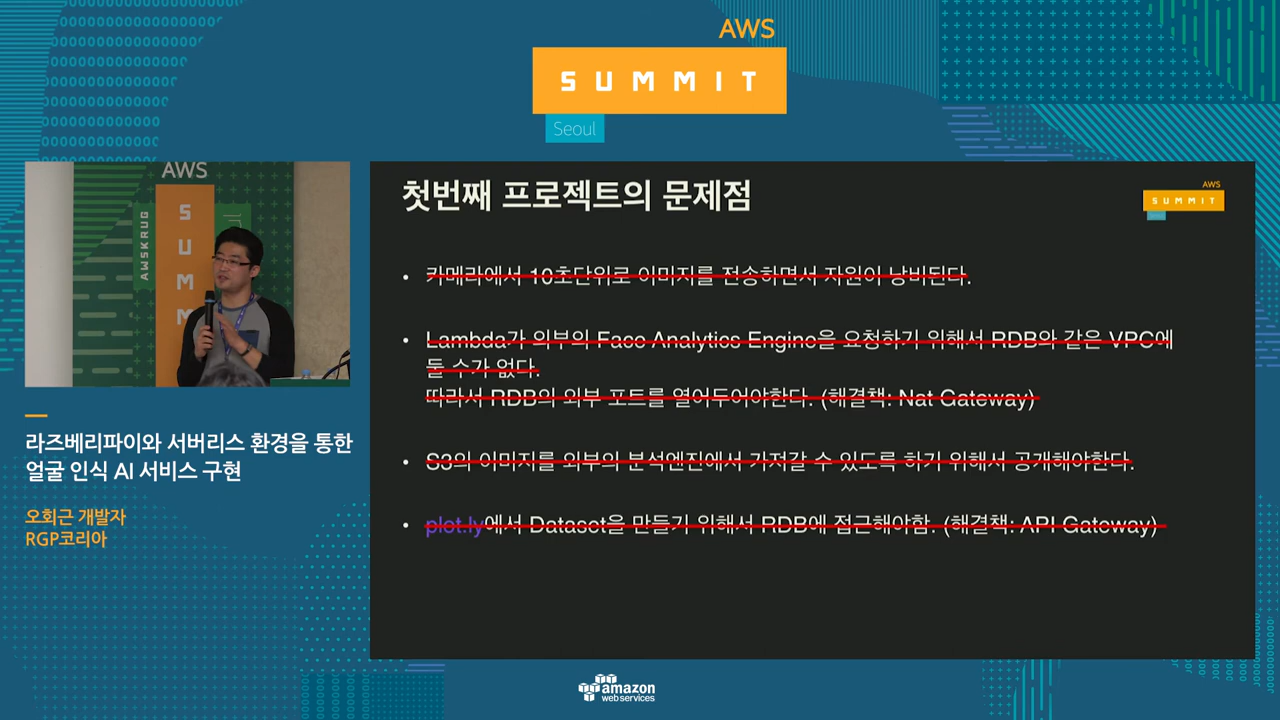 AWS
SUMMIT
Seoul
AWS
AWSKRUG
SUMM
라즈베리파이와 서버리스 환경을 통한
얼굴 인식 AI 서비스 구현
오회근 개발자
RGP코리아
첫번째 프로젝트의 문제점
AWS
SUMMIT
Seoul
• 카메라에서 10초단위로 이미지를 전송하면서 자원이 낭비된다.
• Lambda가 외부의 Face Analytics Engine을 요청하기 위해서 RDB와 같은 VPC에
둘 수가 없다.
따라서 RDB의 외부 포트를 열어두어야한다. (해결책: Nat Gateway)
• S3의 이미지를 외부의 분석엔진에서 가져갈 수 있도록 하기 위해서 공개해야한다.
• plot.ly에서 Dataset을 만들기 위해서 RDB에 접근해야함. (해결책: API Gateway)
amazon
web services